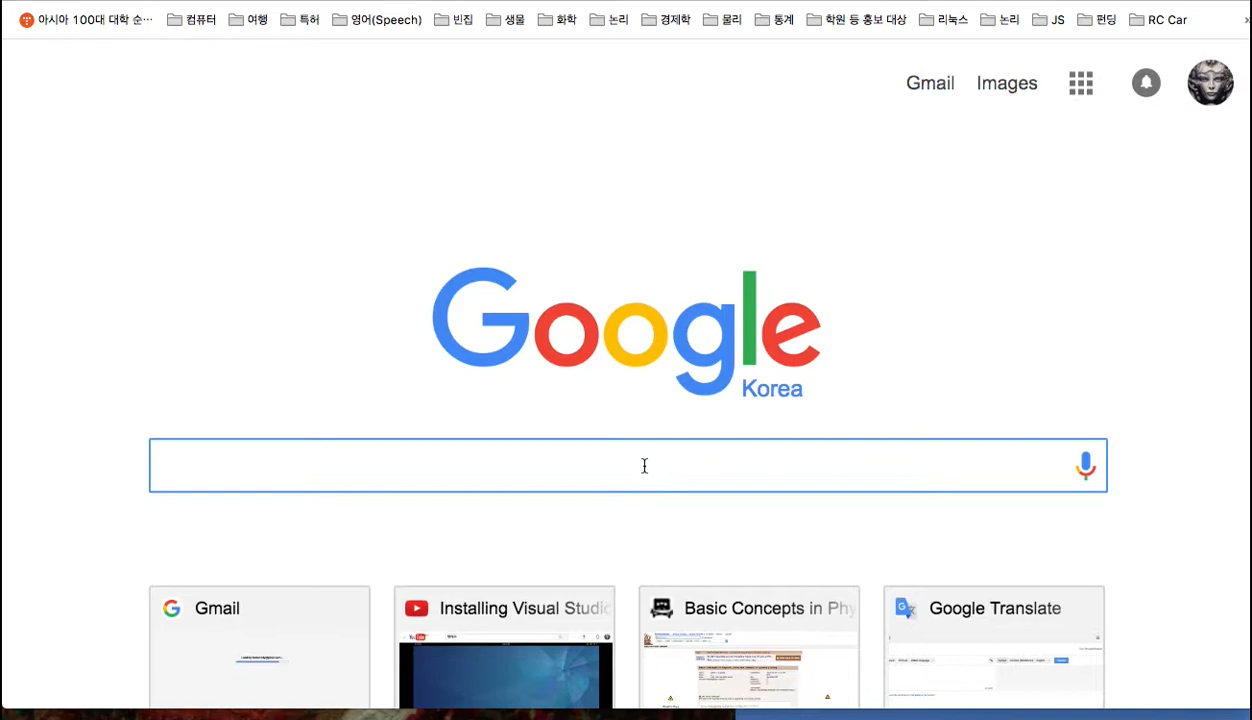 아시아 100대 대학 순… 컴퓨터 여행 특허 영어(Speech) 빈집 생물 화학 논리 경제학 물리 통계 학원 등 홍보 대상 리눅스 논리 JS 펀딩 RC Car
Gmail Images
Google
Korea
Gmail Installing Visual Studio Basic Concepts in Phy Google Translate